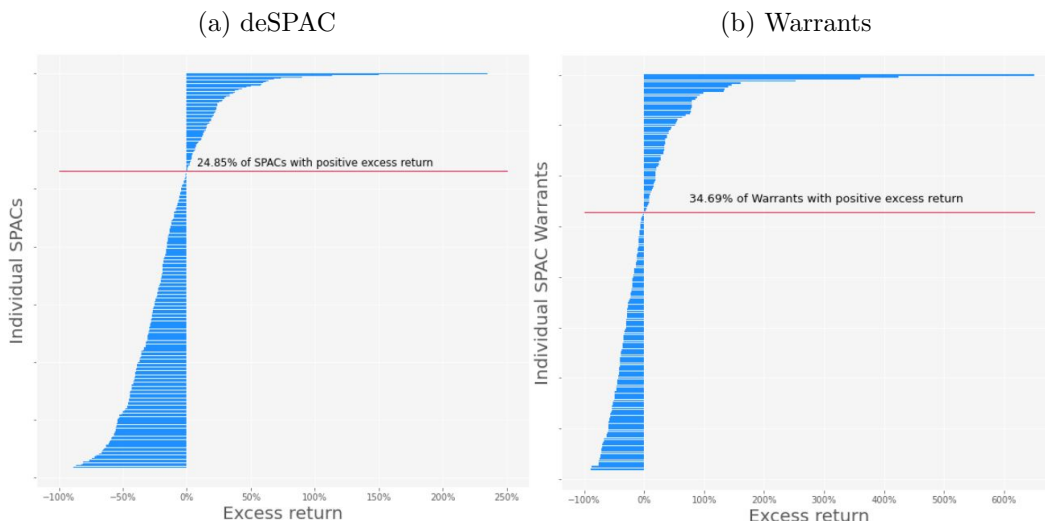 (a) deSPAC
Individual SPACs
24.85% of SPACs with positive excess return
−100% −50% 0% 50% 100% 150% 200% 250%
Excess return
(b) Warrants
Individual SPAC Warrants
34.69% of Warrants with positive excess return
−100% 0% 100% 200% 300% 400% 500% 600%
Excess return